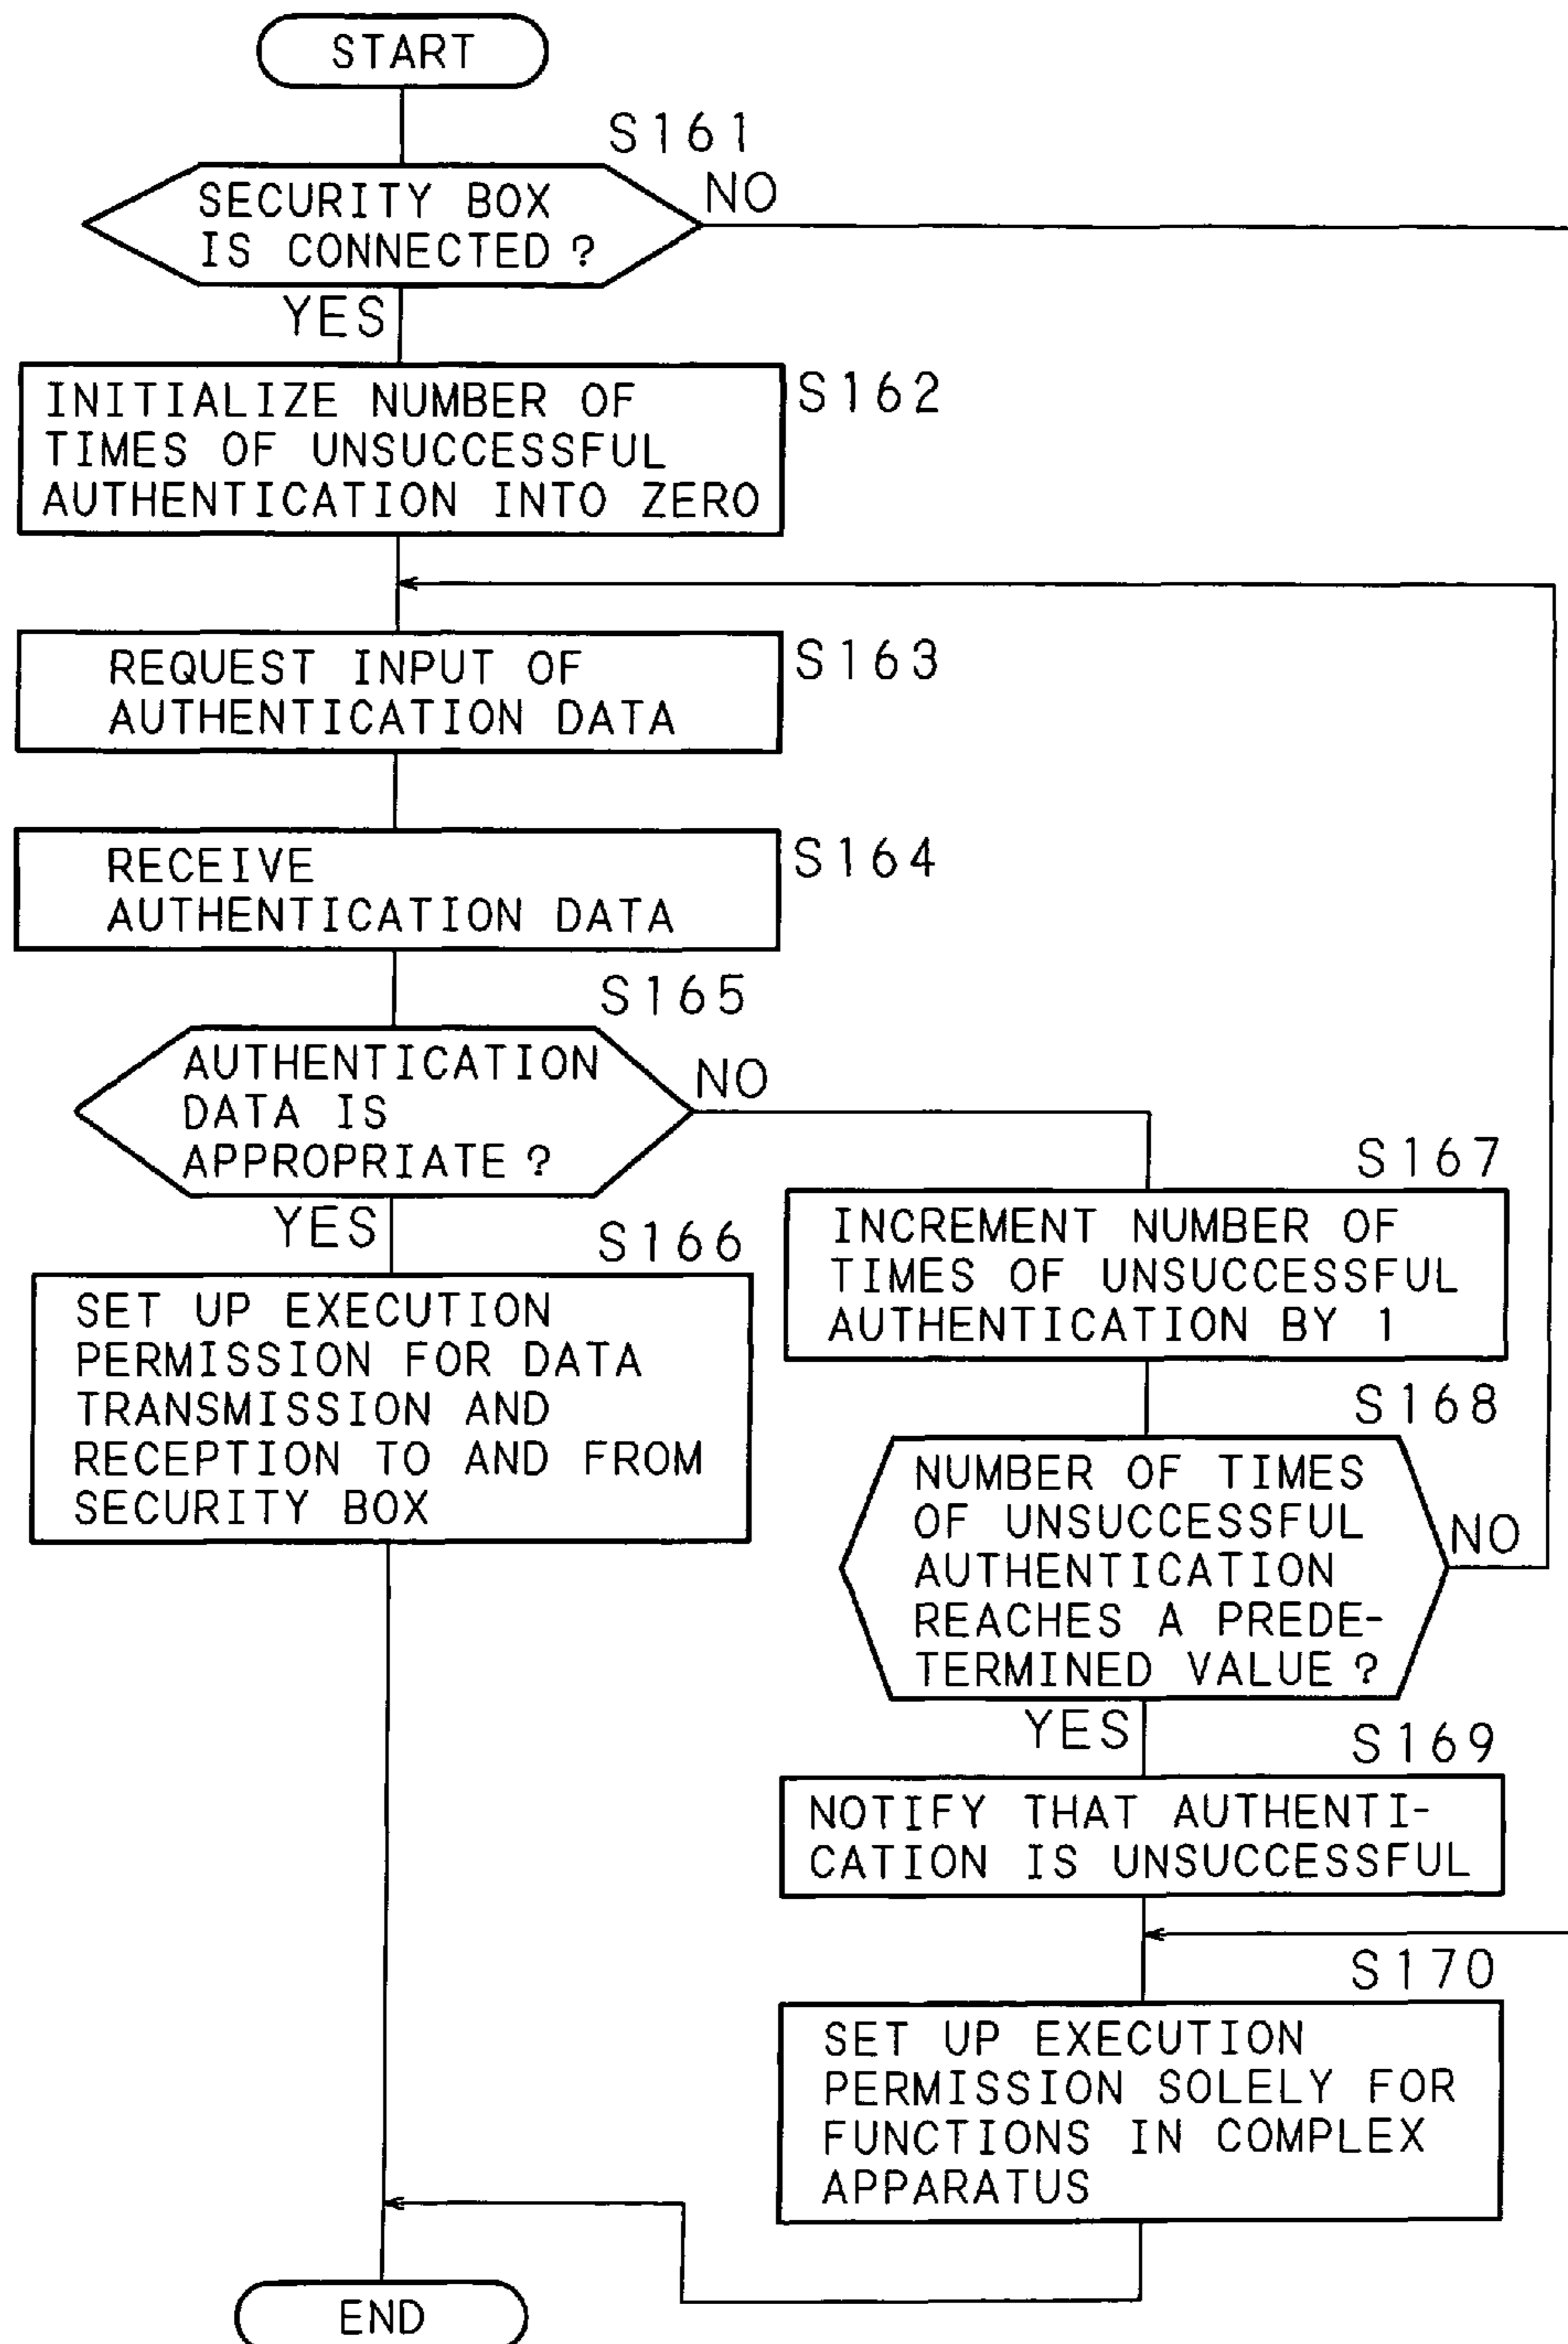 START
S161
SECURITY BOX
IS CONNECTED?
NO
YES
INITIALIZE NUMBER OF
TIMES OF UNSUCCESSFUL
AUTHENTICATION INTO ZERO
S162
REQUEST INPUT OF
AUTHENTICATION DATA
S163
RECEIVE
AUTHENTICATION DATA
S164
S165
AUTHENTICATION
DATA IS
APPROPRIATE?
NO
YES
S166
SET UP EXECUTION
PERMISSION FOR DATA
TRANSMISSION AND
RECEPTION TO AND FROM
SECURITY BOX
S167
INCREMENT NUMBER OF
TIMES OF UNSUCCESSFUL
AUTHENTICATION BY 1
S168
NUMBER OF TIMES
OF UNSUCCESSFUL
AUTHENTICATION
REACHES A PREDE-
TERMINED VALUE?
NO
YES
S169
NOTIFY THAT AUTHENTI-
CATION IS UNSUCCESSFUL
S170
SET UP EXECUTION
PERMISSION SOLELY FOR
FUNCTIONS IN COMPLEX
APPARATUS
END